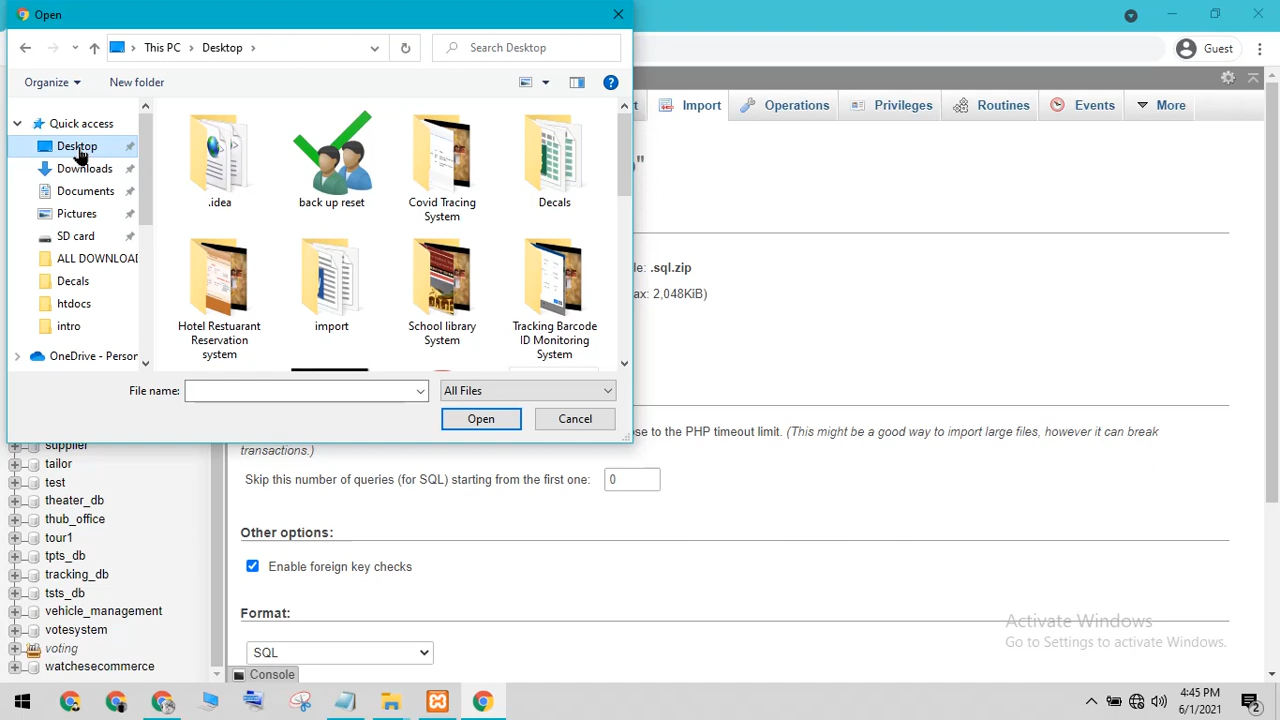 Open
This PC > Desktop >
Search Desktop
Guest
Organize
New folder
Import
Operations
Privileges
Routines
Events
More
Quick access
Desktop
Downloads
Documents
Pictures
SD card
ALL DOWNLOA
Decals
htdocs
intro
OneDrive - Person
.idea
back up reset
Covid Tracing
System
Decals
Hotel Restuarant
Reservation
system
import
School library
System
Tracking Barcode
ID Monitoring
System
File name:
All Files
Open
Cancel
le: .sql.zip
ax: 2,048KiB)
ose to the PHP timeout limit. (This might be a good way to import large files, however it can break
transactions.)
Skip this number of queries (for SQL) starting from the first one: 0
Other options:
Enable foreign key checks
Format:
SQL
Console
supplier
tailor
test
theater_db
thub_office
tour1
tpts_db
tracking_db
tsts_db
vehicle_management
votesystem
voting
watchesecommerce
Activate Windows
Go to Settings to activate Windows.
4:45 PM
6/1/2021
2